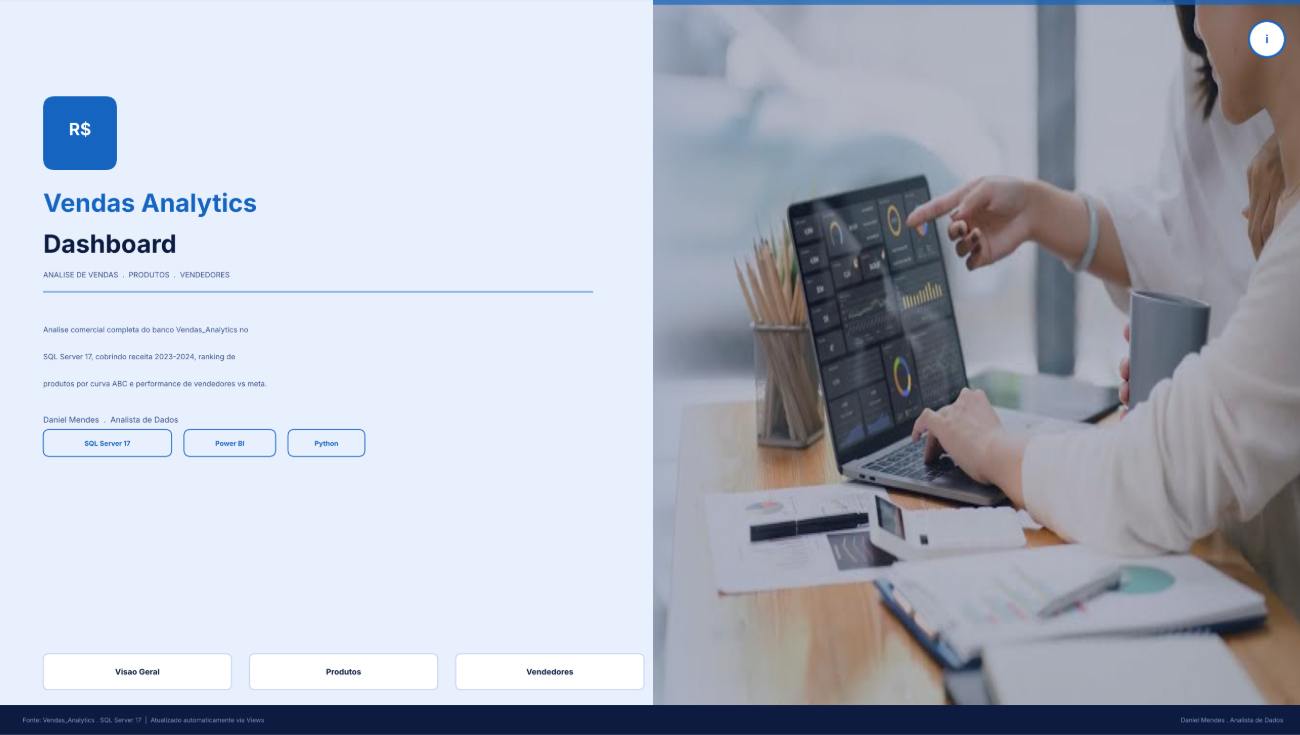 i
R$
Vendas Analytics
Dashboard
ANALISE DE VENDAS . PRODUTOS . VENDEDORES
Analise comercial completa do banco Vendas_Analytics no
SQL Server 17, cobrindo receita 2023-2024, ranking de
produtos por curva ABC e performance de vendedores vs meta.
Daniel Mendes . Analista de Dados
SQL Server 17
Power BI
Python
Visao Geral
Produtos
Vendedores
Fonte: Vendas_Analytics . SQL Server 17 | Atualizado automaticamente via Views
Daniel Mendes . Analista de Dados